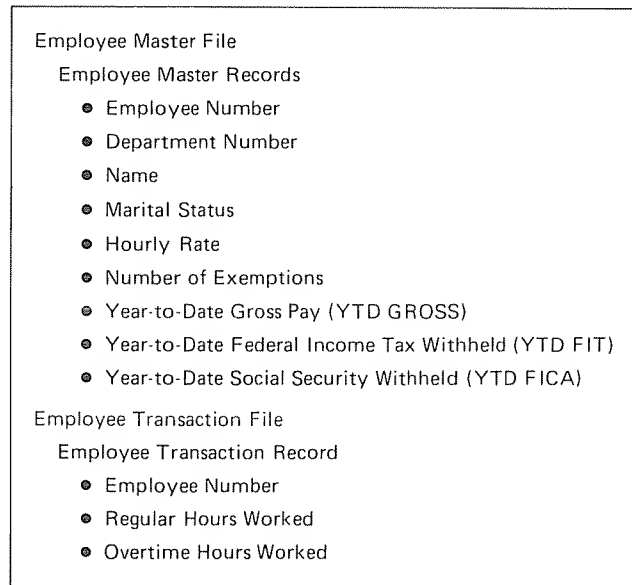 Employee Master File
Employee Master Records
● Employee Number
● Department Number
● Name
● Marital Status
● Hourly Rate
● Number of Exemptions
● Year-to-Date Gross Pay (YTD GROSS)
● Year-to-Date Federal Income Tax Withheld (YTD FIT)
● Year-to-Date Social Security Withheld (YTD FICA)
Employee Transaction File
Employee Transaction Record
● Employee Number
● Regular Hours Worked
● Overtime Hours Worked